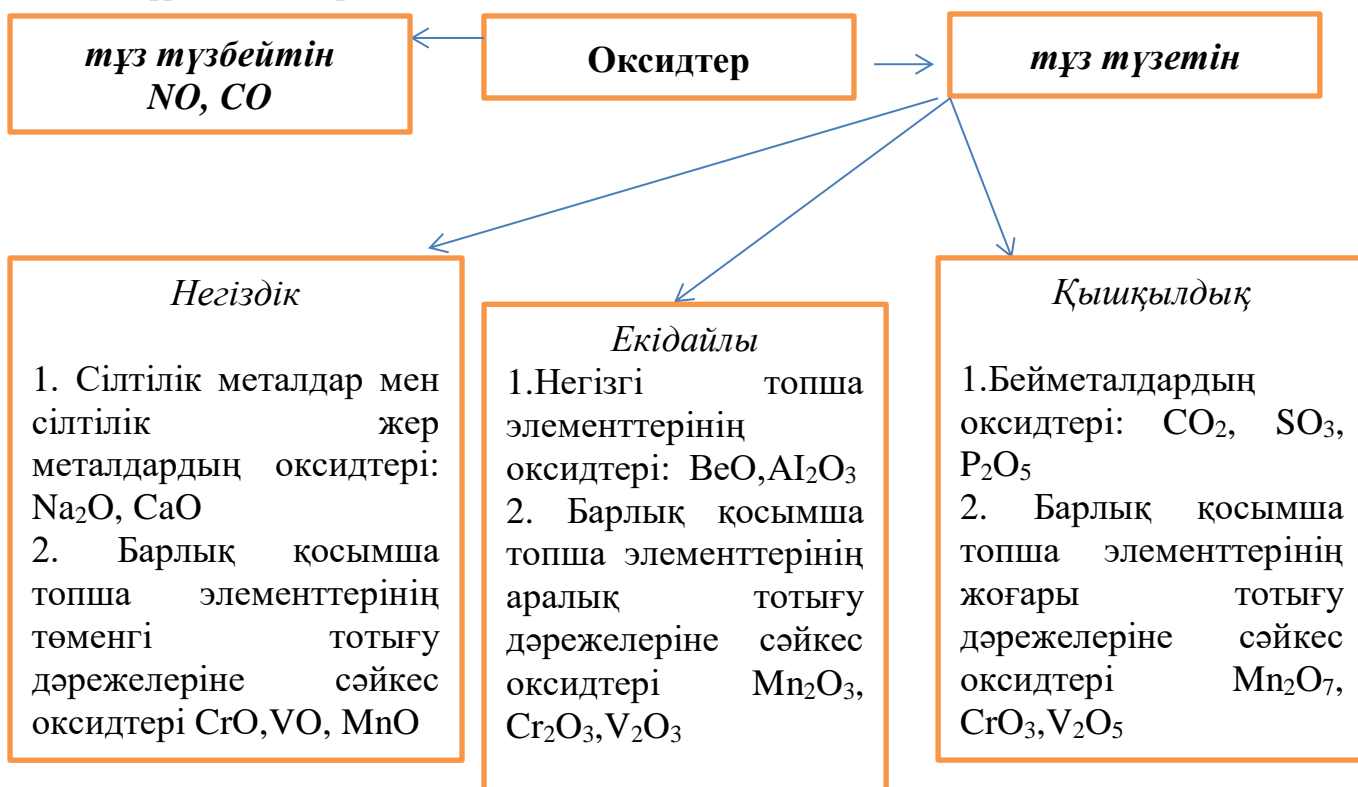 тұз түзбейтін
NO, CO
Оксидтер
тұз түзетін
Негіздік
1. Сілтілік металдар мен
сілтілік жер
металдардың оксидтері:
Na₂O, CaO
2. Барлық қосымша
топша элементтерінің
төменгі тотығу
дәрежелеріне сәйкес
оксидтері CrO,VO, MnO
Екідайлы
1.Негізгі топша
элементтерінің
оксидтері: BeO,AI₂O₃
2. Барлық қосымша
топша элементтерінің
аралық тотығу
дәрежелеріне сәйкес
оксидтері Mn₂O₃,
Cr₂O₃,V₂O₃
Қышқылдық
1.Бейметалдардың
оксидтері: CO₂, SO₃,
P₂O₅
2. Барлық қосымша
топша элементтерінің
жоғары тотығу
дәрежелеріне сәйкес
оксидтері Mn₂O₇,
CrO₃,V₂O₅